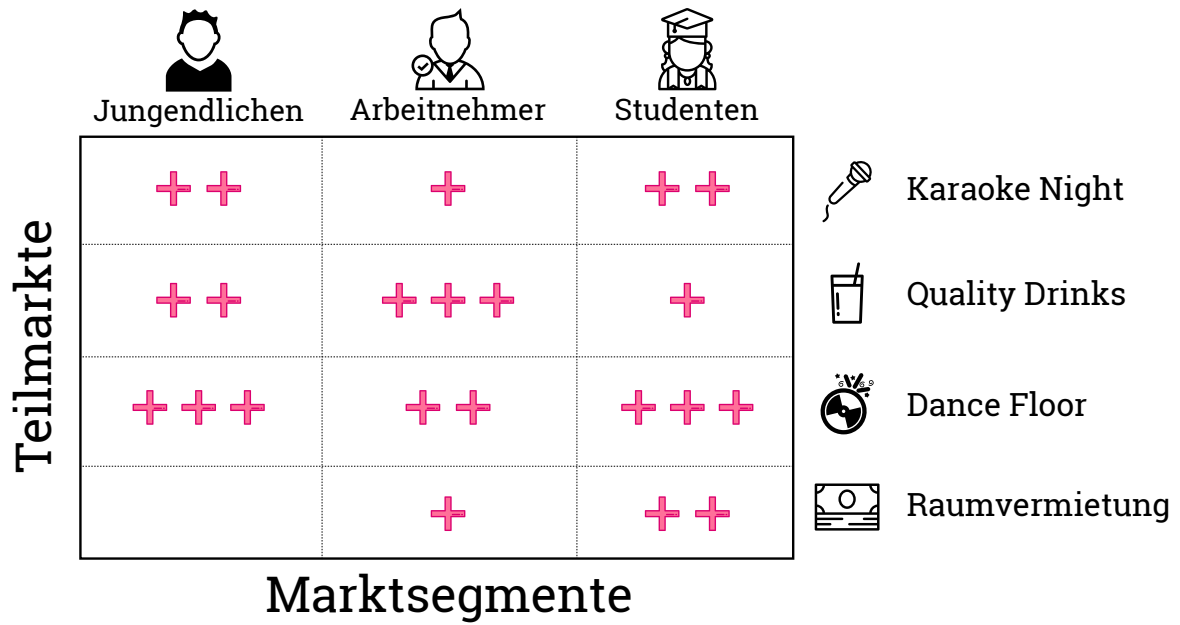 Jungendlichen
Arbeitnehmer
Studenten
Karaoke Night
Quality Drinks
Dance Floor
Raumvermietung
Teilmarkte
Marktsegmente